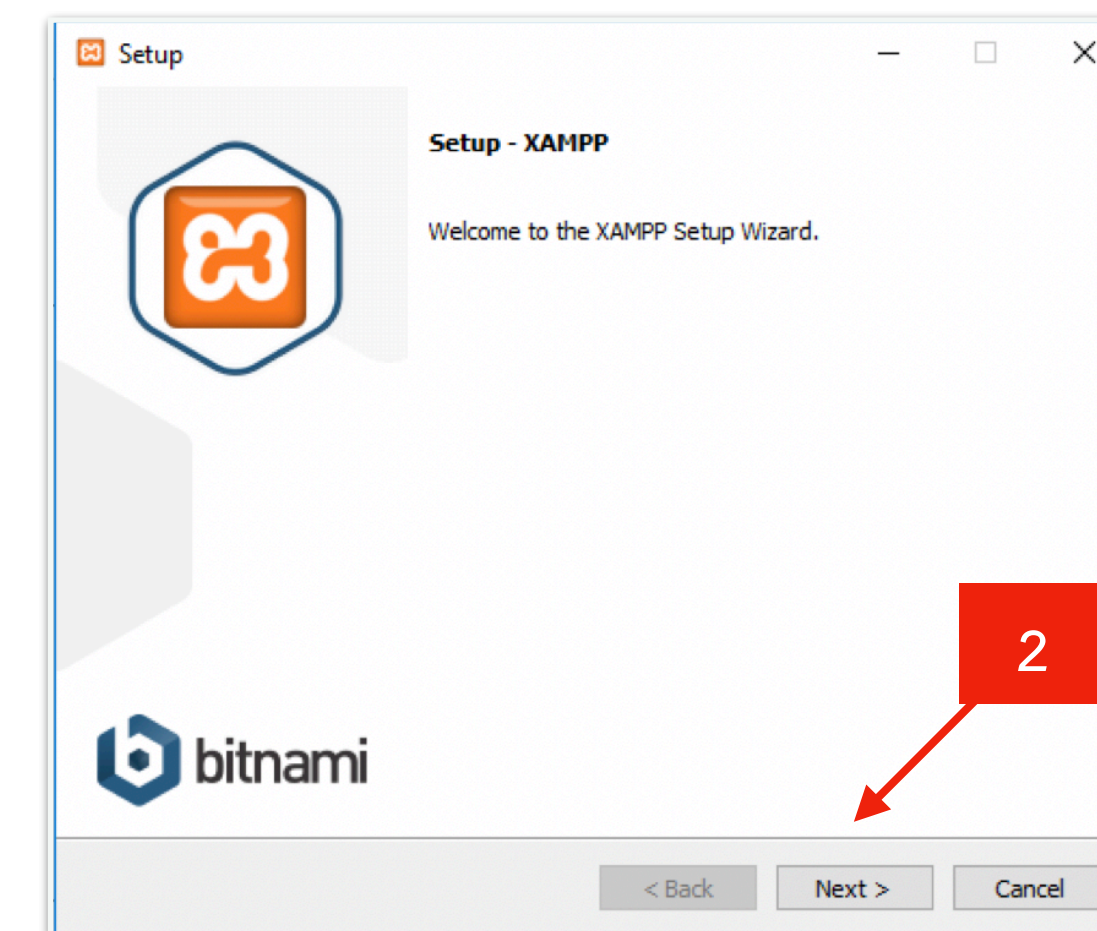 Setup
Setup - XAMPP
Welcome to the XAMPP Setup Wizard.
2
bitnami
< Back Next > Cancel